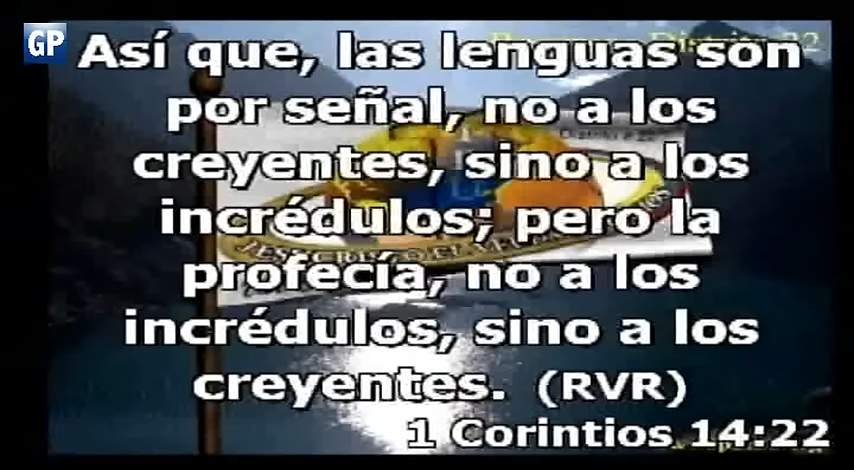 GP
Así que, las lenguas son
por señal, no a los
creyentes, sino a los
incrédulos; pero la
profecía, no a los
incrédulos, sino a los
creyentes. (RVR)
1 Corintios 14:22